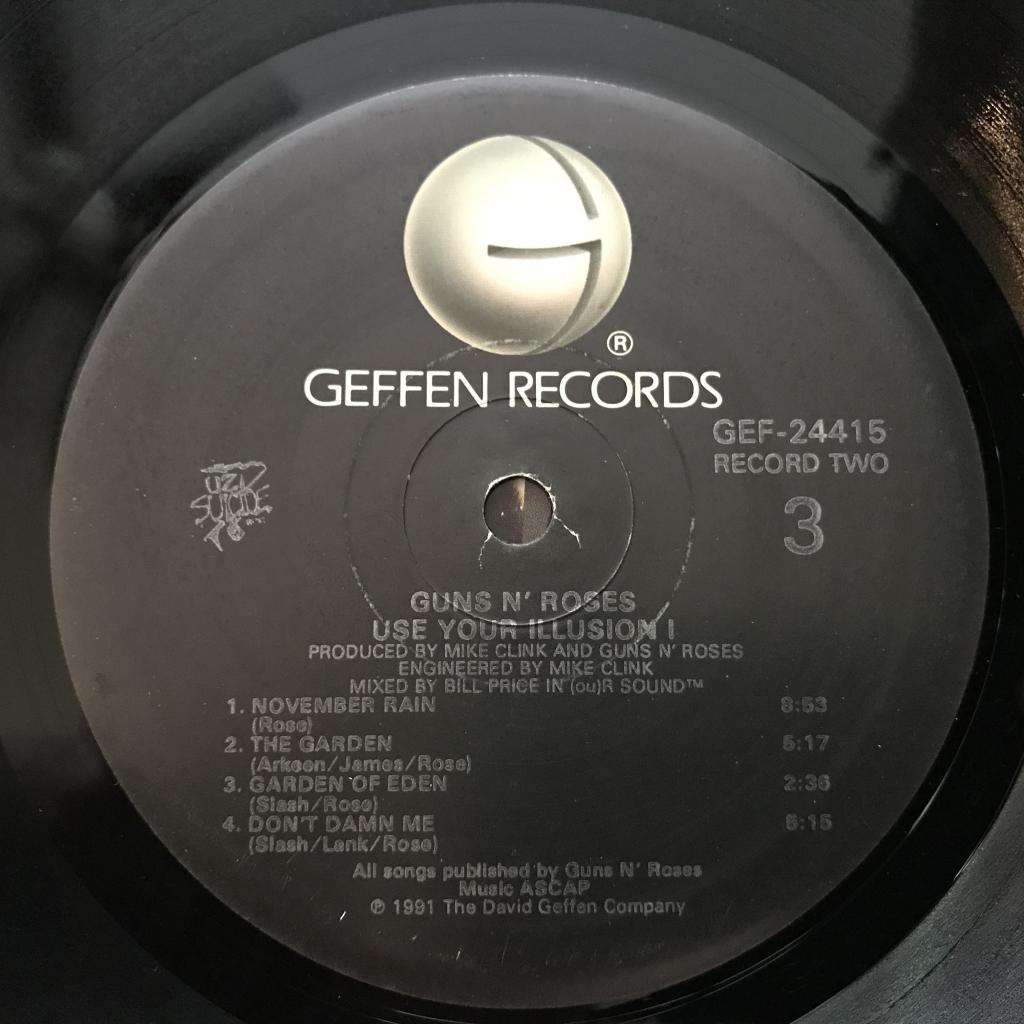 ®
GEFFEN RECORDS
GEF-24415
RECORD TWO
3
GUNS N' ROSES
USE YOUR ILLUSION I
PRODUCED BY MIKE CLINK AND GUNS N' ROSES
ENGINEERED BY MIKE CLINK
MIXED BY BILL PRICE IN (ou)R SOUND™
1. NOVEMBER RAIN 8:53
(Rose)
2. THE GARDEN 5:17
(Arkeen/James/Rose)
3. GARDEN OF EDEN 2:36
(Slash/Rose)
4. DON'T DAMN ME 5:15
(Slash/Lank/Rose)
All songs published by Guns N' Roses
Music ASCAP
℗ 1991 The David Geffen Company